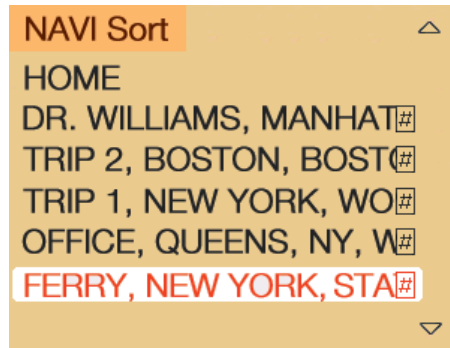 NAVI Sort
HOME
DR. WILLIAMS, MANHAT#
TRIP 2, BOSTON, BOST#
TRIP 1, NEW YORK, WO#
OFFICE, QUEENS, NY, W#
FERRY, NEW YORK, STA#